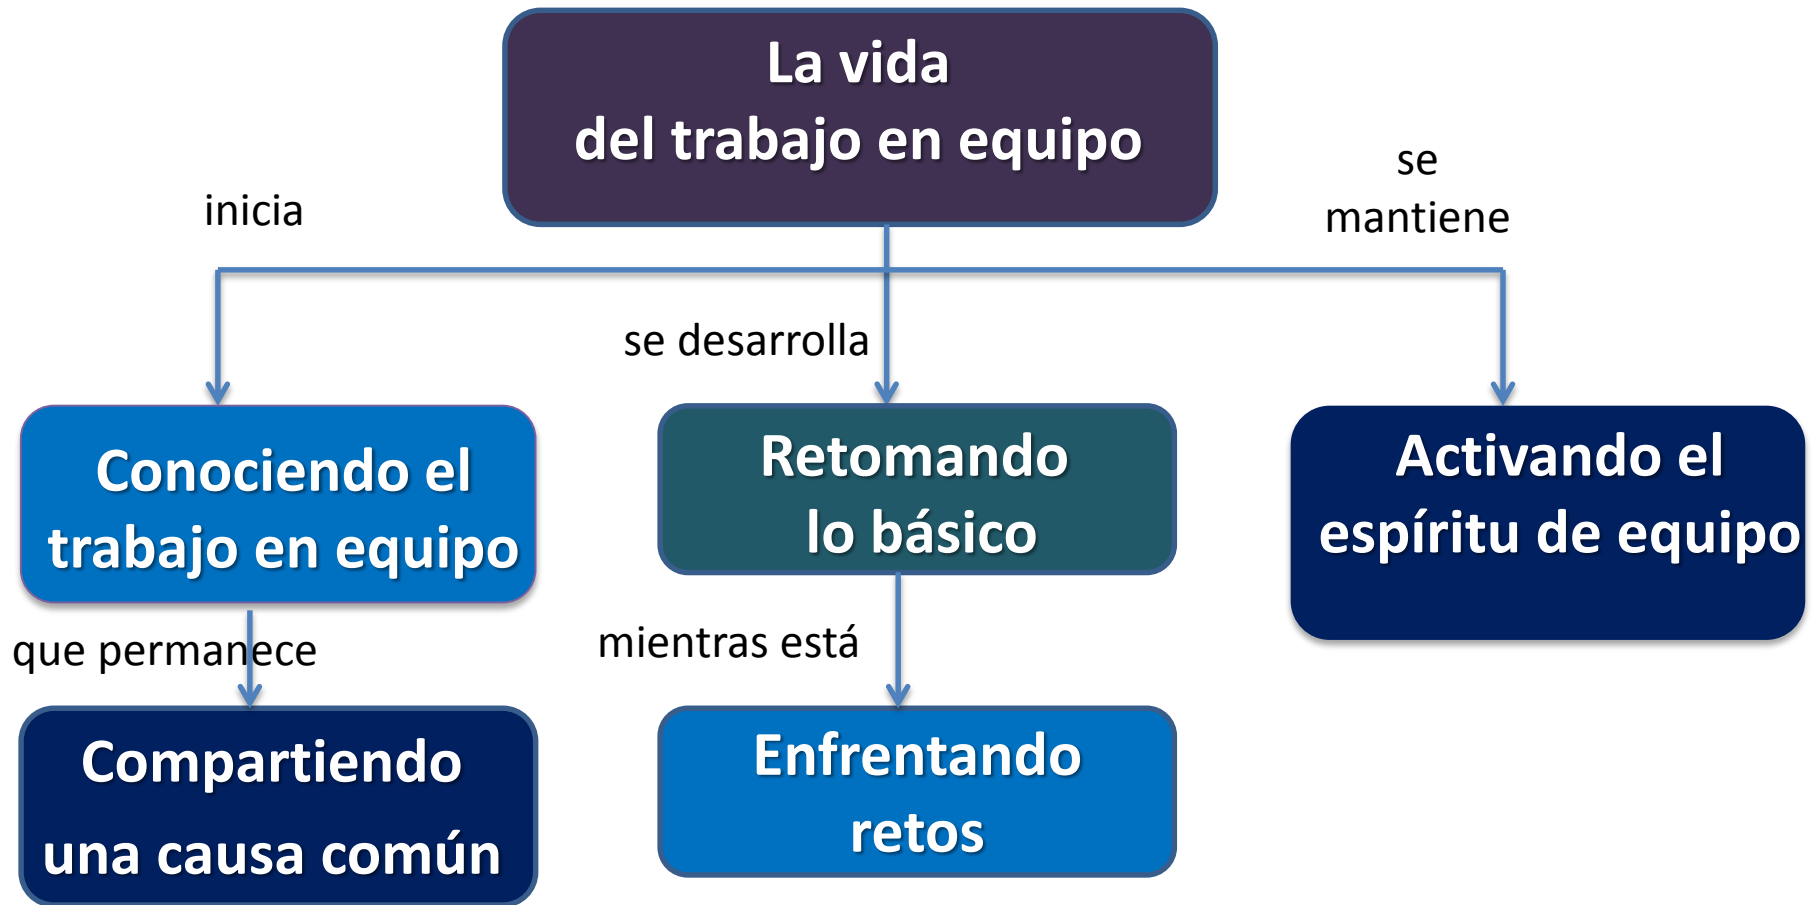 La vida
del trabajo en equipo
inicia
se
mantiene
se desarrolla
Conociendo el
trabajo en equipo
Retomando
lo básico
Activando el
espíritu de equipo
que permanece
mientras está
Compartiendo
una causa común
Enfrentando
retos